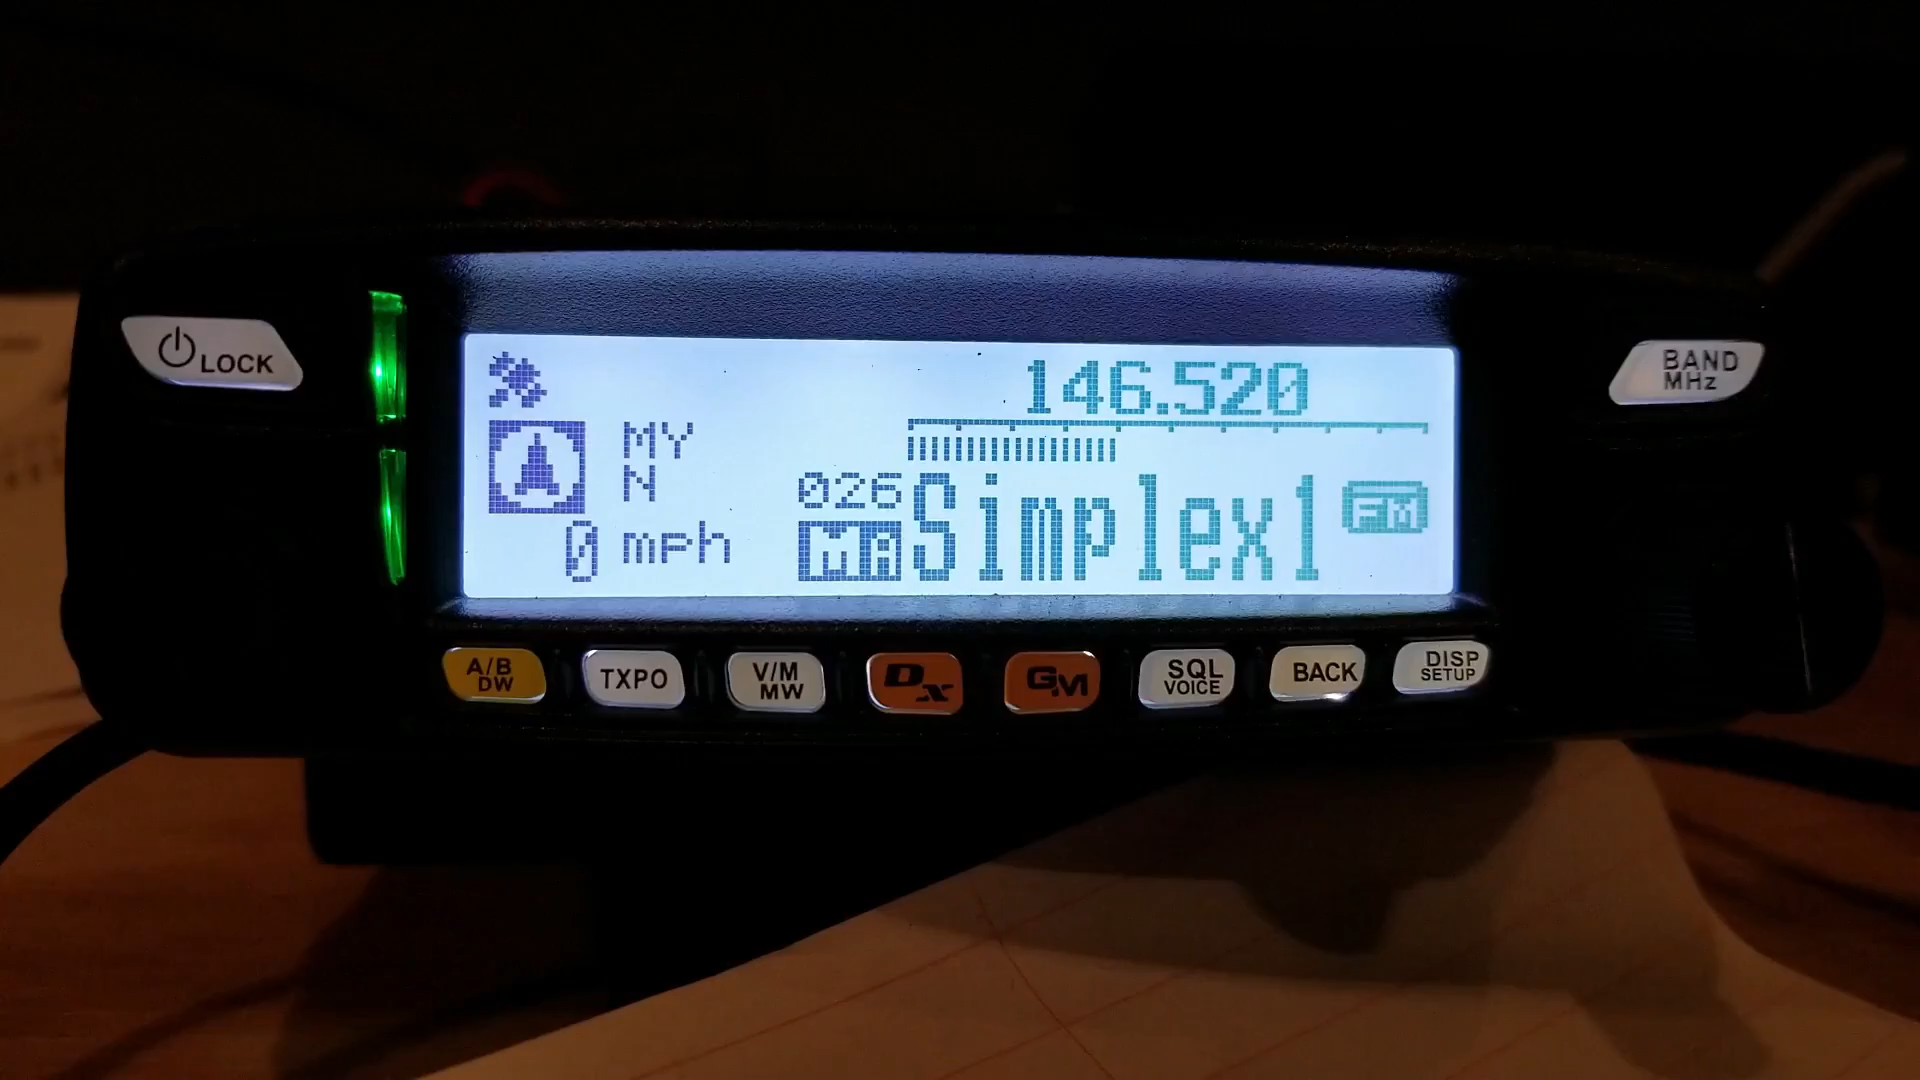 LOCK
BAND
MHz
146.520
MY
N
026
0 mph
MA
Simplex1
FM
A/B
DW
TXPO
V/M
MW
Dx
GM
SQL
VOICE
BACK
DISP
SETUP